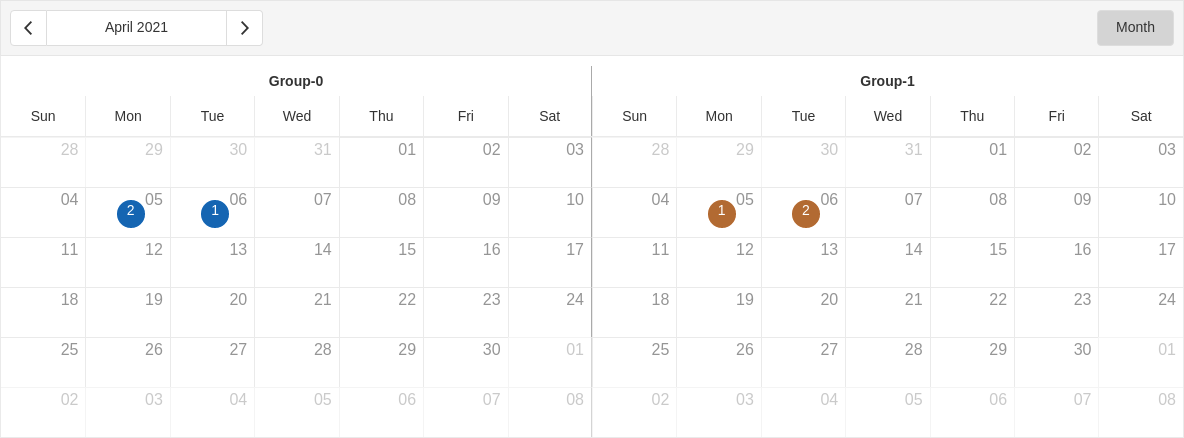 April 2021 Month
Group-0 Group-1
Sun Mon Tue Wed Thu Fri Sat Sun Mon Tue Wed Thu Fri Sat
28 29 30 31 01 02 03 28 29 30 31 01 02 03
04 2 05 1 06 07 08 09 10 04 1 05 2 06 07 08 09 10
11 12 13 14 15 16 17 11 12 13 14 15 16 17
18 19 20 21 22 23 24 18 19 20 21 22 23 24
25 26 27 28 29 30 01 25 26 27 28 29 30 01
02 03 04 05 06 07 08 02 03 04 05 06 07 08